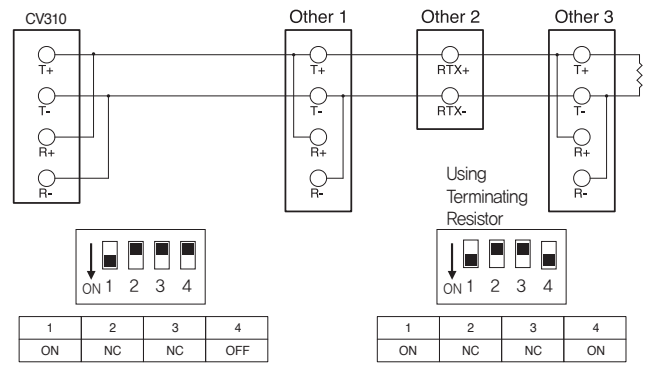 CV310
Other 1
Other 2
Other 3
T+
T-
R+
R-
T+
T-
R+
R-
RTX+
RTX-
T+
T-
R+
R-
Using
Terminating
Resistor
ON 1 2 3 4
1 2 3 4
ON NC NC OFF
ON 1 2 3 4
1 2 3 4
ON NC NC ON